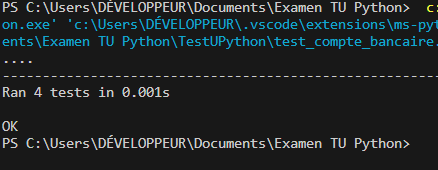 PS C:\Users\DÉVELOPPEUR\Documents\Examen TU Python> c:
on.exe' 'c:\Users\DÉVELOPPEUR\.vscode\extensions\ms-pyt
ents\Examen TU Python\TestUPython\test_compte_bancaire.
....
----------------------------------------------------------------------
Ran 4 tests in 0.001s
OK
PS C:\Users\DÉVELOPPEUR\Documents\Examen TU Python>